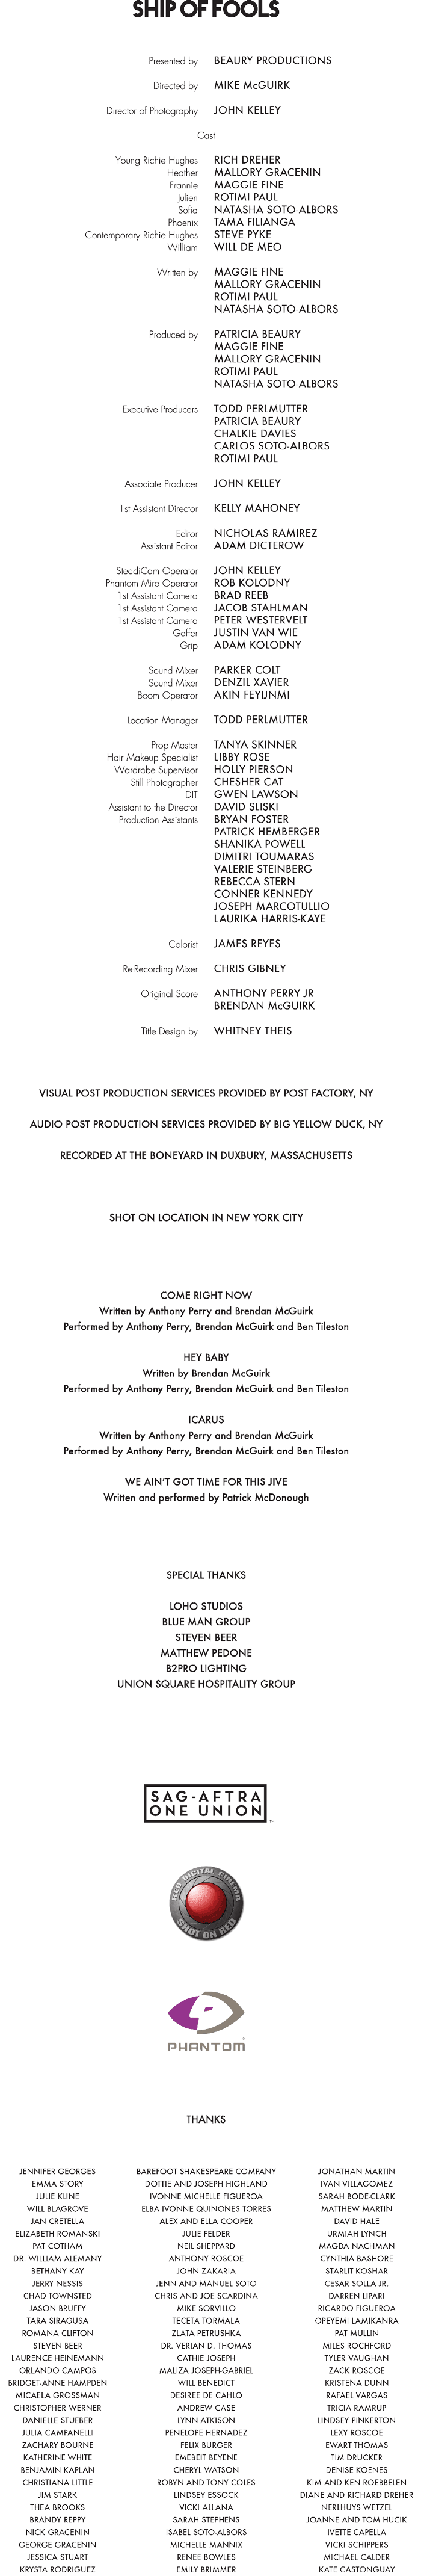 SHIP OF FOOLS
Presented by BEAURY PRODUCTIONS
Directed by MIKE McGUIRK
Director of Photography JOHN KELLEY
Cast
Young Richie Hughes RICH DREHER
Heather MALLORY GRACENIN
Frannie MAGGIE FINE
Julien ROTIMI PAUL
Sofia NATASHA SOTO-ALBORS
Phoenix TAMA FILIANGA
Contemporary Richie Hughes STEVE PYKE
William WILL DE MEO
Written by MAGGIE FINE
MALLORY GRACENIN
ROTIMI PAUL
NATASHA SOTO-ALBORS
Produced by PATRICIA BEAURY
MAGGIE FINE
MALLORY GRACENIN
ROTIMI PAUL
NATASHA SOTO-ALBORS
Executive Producers TODD PERLMUTTER
PATRICIA BEAURY
CHALKIE DAVIES
CARLOS SOTO-ALBORS
ROTIMI PAUL
Associate Producer JOHN KELLEY
1st Assistant Director KELLY MAHONEY
Editor NICHOLAS RAMIREZ
Assistant Editor ADAM DICTEROW
SteadiCam Operator JOHN KELLEY
Phantom Miro Operator ROB KOLODNY
1st Assistant Camera BRAD REEB
1st Assistant Camera JACOB STAHLMAN
1st Assistant Camera PETER WESTERVELT
Gaffer JUSTIN VAN WIE
Grip ADAM KOLODNY
Sound Mixer PARKER COLT
Sound Mixer DENZIL XAVIER
Boom Operator AKIN FEYIJNMI
Location Manager TODD PERLMUTTER
Prop Master TANYA SKINNER
Hair Makeup Specialist LIBBY ROSE
Wardrobe Supervisor HOLLY PIERSON
Still Photographer CHESHER CAT
DIT GWEN LAWSON
Assistant to the Director DAVID SLISKI
Production Assistants BRYAN FOSTER
PATRICK HEMBERGER
SHANIKA POWELL
DIMITRI TOUMARAS
VALERIE STEINBERG
REBECCA STERN
CONNER KENNEDY
JOSEPH MARCOTULLIO
LAURIKA HARRIS-KAYE
Colorist JAMES REYES
Re-Recording Mixer CHRIS GIBNEY
Original Score ANTHONY PERRY JR
BRENDAN McGUIRK
Title Design by WHITNEY THEIS
VISUAL POST PRODUCTION SERVICES PROVIDED BY POST FACTORY, NY
AUDIO POST PRODUCTION SERVICES PROVIDED BY BIG YELLOW DUCK, NY
RECORDED AT THE BONEYARD IN DUXBURY, MASSACHUSETTS
SHOT ON LOCATION IN NEW YORK CITY
COME RIGHT NOW
Written by Anthony Perry and Brendan McGuirk
Performed by Anthony Perry, Brendan McGuirk and Ben Tileston
HEY BABY
Written by Brendan McGuirk
Performed by Anthony Perry, Brendan McGuirk and Ben Tileston
ICARUS
Written by Anthony Perry and Brendan McGuirk
Performed by Anthony Perry, Brendan McGuirk and Ben Tileston
WE AIN'T GOT TIME FOR THIS JIVE
Written and performed by Patrick McDonough
SPECIAL THANKS
LOHO STUDIOS
BLUE MAN GROUP
STEVEN BEER
MATTHEW PEDONE
B2PRO LIGHTING
UNION SQUARE HOSPITALITY GROUP
SAG-AFTRA
ONE UNION
TM
RED DIGITAL CINEMA
SHOT ON RED
PHANTOM
THANKS
JENNIFER GEORGES BAREFOOT SHAKESPEARE COMPANY JONATHAN MARTIN
EMMA STORY DOTTIE AND JOSEPH HIGHLAND IVAN VILLAGOMEZ
JULIE KLINE IVONNE MICHELLE FIGUEROA SARAH BODE-CLARK
WILL BLAGROVE ELBA IVONNE QUINONES TORRES MATTHEW MARTIN
JAN CRETELLA ALEX AND ELLA COOPER DAVID HALE
ELIZABETH ROMANSKI JULIE FELDER URMIAH LYNCH
PAT COTHAM NEIL SHEPPARD MAGDA NACHMAN
DR. WILLIAM ALEMANY ANTHONY ROSCOE CYNTHIA BASHORE
BETHANY KAY JOHN ZAKARIA STARLIT KOSHAR
JERRY NESSIS JENN AND MANUEL SOTO CESAR SOLLA JR.
CHAD TOWNSTED CHRIS AND JOE SCARDINA DARREN LIPARI
JASON BRUFFY MIKE SORVILLO RICARDO FIGUEROA
TARA SIRAGUSA TECETA TORMALA OPEYEMI LAMIKANRA
ROMANA CLIFTON ZLATA PETRUSHKA PAT MULLIN
STEVEN BEER DR. VERIAN D. THOMAS MILES ROCHFORD
LAURENCE HEINEMANN CATHIE JOSEPH TYLER VAUGHAN
ORLANDO CAMPOS MALIZA JOSEPH-GABRIEL ZACK ROSCOE
BRIDGET-ANNE HAMPDEN WILL BENEDICT KRISTENA DUNN
MICAELA GROSSMAN DESIREE DE CAHLO RAFAEL VARGAS
CHRISTOPHER WERNER ANDREW CASE TRICIA RAMRUP
DANIELLE STUEBER LYNN ATKISON LINDSEY PINKERTON
JULIA CAMPANELLI PENELOPE HERNADEZ LEXY ROSCOE
ZACHARY BOURNE FELIX BURGER EWART THOMAS
KATHERINE WHITE EMEBEIT BEYENE TIM DRUCKER
BENJAMIN KAPLAN CHERYL WATSON DENISE KOENES
CHRISTIANA LITTLE ROBYN AND TONY COLES KIM AND KEN ROEBBELEN
JIM STARK LINDSEY ESSOCK DIANE AND RICHARD DREHER
THEA BROOKS VICKI ALLANA NERLHUYS WETZEL
BRANDY REPPY SARAH STEPHENS JOANNE AND TOM HUCIK
NICK GRACENIN ISABEL SOTO-ALBORS IVETTE CAPELLA
GEORGE GRACENIN MICHELLE MANNIX VICKI SCHIPPERS
JESSICA STUART RENEE BOWLES MICHAEL CALDER
KRYSTA RODRIGUEZ EMILY BRIMMER KATE CASTONGUAY